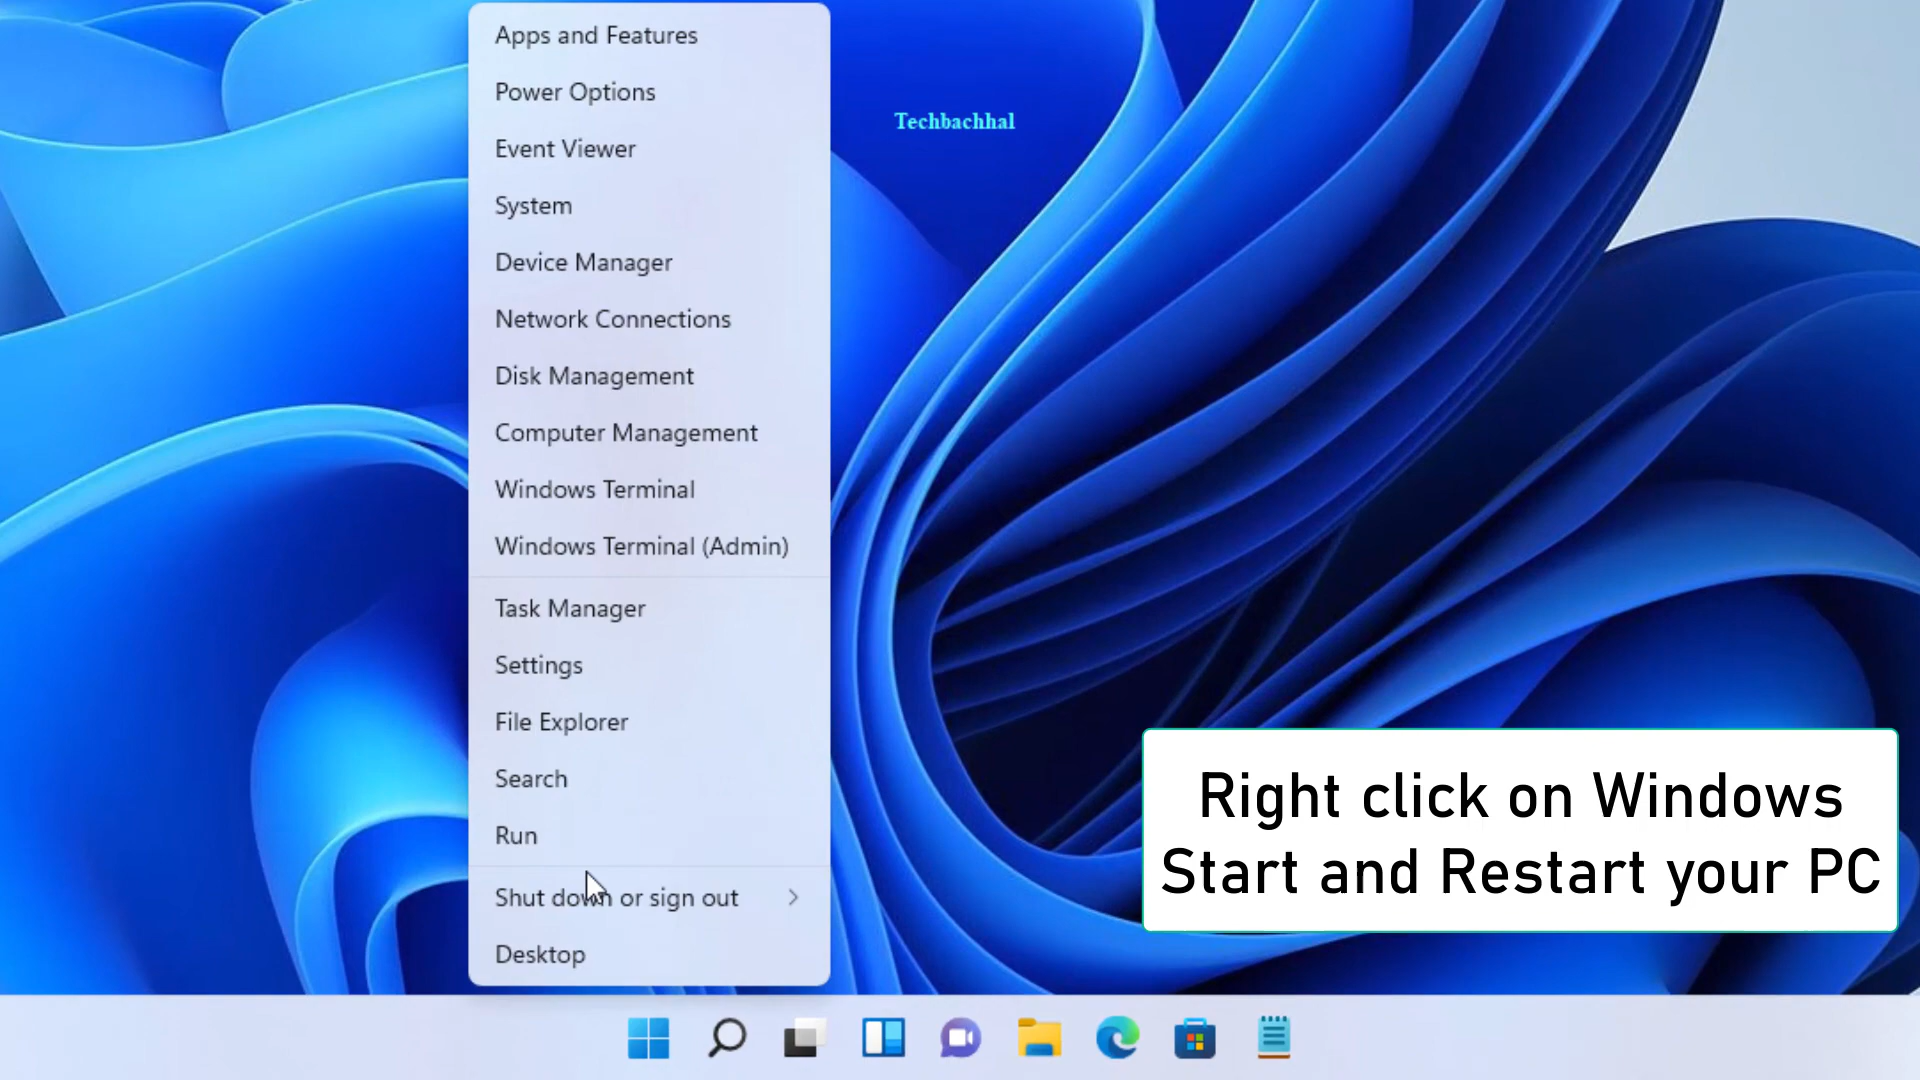 Apps and Features
Power Options
Event Viewer
System
Device Manager
Network Connections
Disk Management
Computer Management
Windows Terminal
Windows Terminal (Admin)
Task Manager
Settings
File Explorer
Search
Run
Shut down or sign out
Desktop
Techbachhal
Right click on Windows
Start and Restart your PC